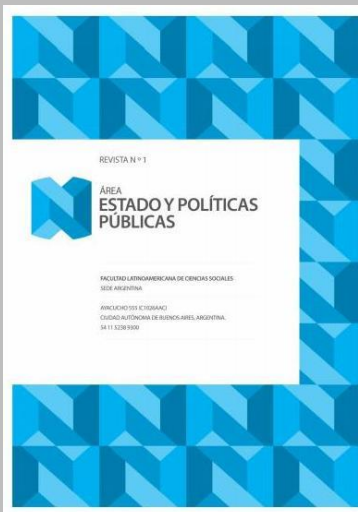 REVISTA N º 1
ÁREA
ESTADO Y POLÍTICAS
PÚBLICAS
FACULTAD LATINOAMERICANA DE CIENCIAS SOCIALES
SEDE ARGENTINA
AYACUCHO 555 (C1026AAC)
CIUDAD AUTÓNOMA DE BUENOS AIRES, ARGENTINA.
54 11 5238 9300